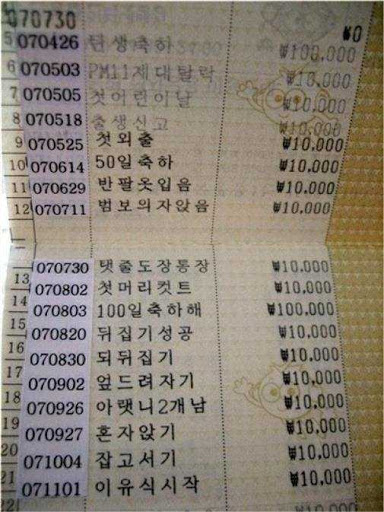 070730 ₩0
5 070426 탄생축하 ₩100,000
6 070503 PM11제대탈락 ₩10,000
7 070505 첫어린이날 ₩10,000
8 070518 출생신고 ₩10,000
9 070525 첫외출 ₩10,000
10 070614 50일축하 ₩10,000
11 070629 반팔옷입음 ₩10,000
12 070711 범보의자앉음 ₩10,000
13 070730 탯줄도장통장 ₩10,000
14 070802 첫머리컷트 ₩10,000
15 070803 100일축하해 ₩100,000
16 070820 뒤집기성공 ₩10,000
17 070830 되뒤집기 ₩10,000
18 070902 엎드려자기 ₩10,000
19 070926 아랫니2개남 ₩10,000
20 070927 혼자앉기 ₩10,000
071004 잡고서기 ₩10,000
21 071101 이유식시작 ₩10,000